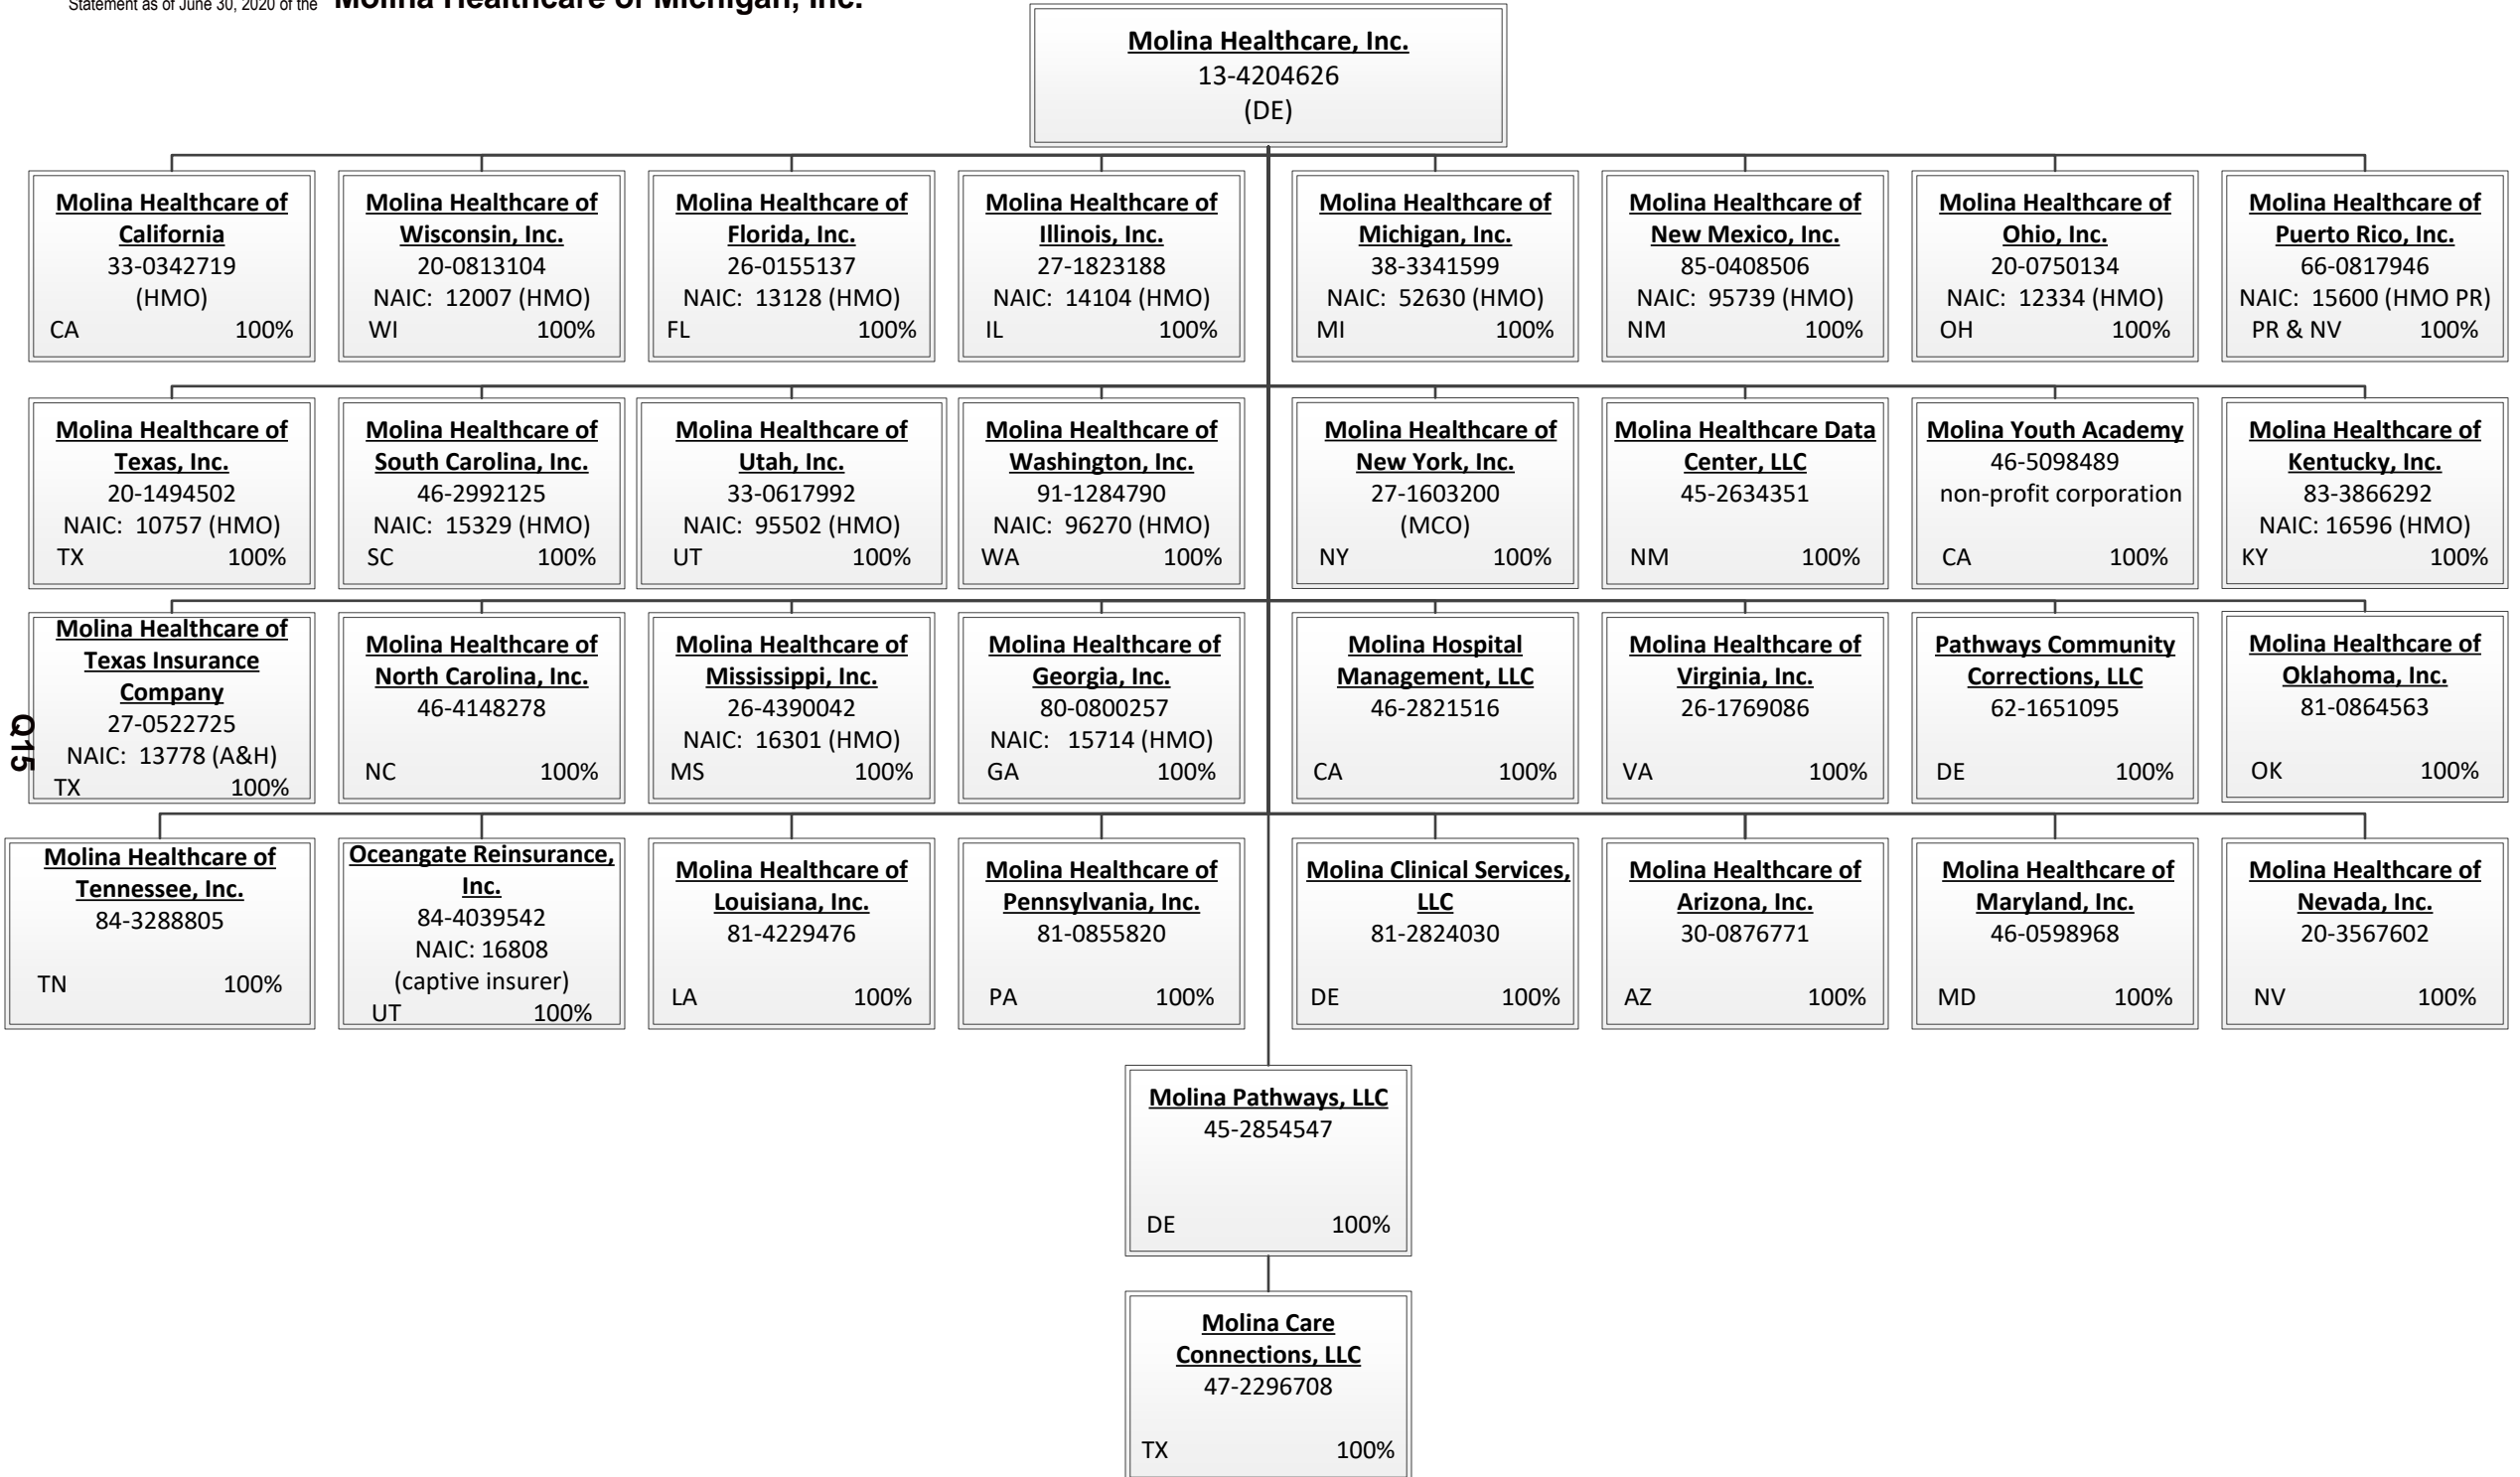 Statement as of June 30, 2020 of the Molina Healthcare of Michigan, Inc.
Molina Healthcare, Inc.
13-4204626
(DE)
Molina Healthcare of
California
33-0342719
(HMO)
CA 100%
Molina Healthcare of
Wisconsin, Inc.
20-0813104
NAIC: 12007 (HMO)
WI 100%
Molina Healthcare of
Florida, Inc.
26-0155137
NAIC: 13128 (HMO)
FL 100%
Molina Healthcare of
Illinois, Inc.
27-1823188
NAIC: 14104 (HMO)
IL 100%
Molina Healthcare of
Michigan, Inc.
38-3341599
NAIC: 52630 (HMO)
MI 100%
Molina Healthcare of
New Mexico, Inc.
85-0408506
NAIC: 95739 (HMO)
NM 100%
Molina Healthcare of
Ohio, Inc.
20-0750134
NAIC: 12334 (HMO)
OH 100%
Molina Healthcare of
Puerto Rico, Inc.
66-0817946
NAIC: 15600 (HMO PR)
PR & NV 100%
Molina Healthcare of
Texas, Inc.
20-1494502
NAIC: 10757 (HMO)
TX 100%
Molina Healthcare of
South Carolina, Inc.
46-2992125
NAIC: 15329 (HMO)
SC 100%
Molina Healthcare of
Utah, Inc.
33-0617992
NAIC: 95502 (HMO)
UT 100%
Molina Healthcare of
Washington, Inc.
91-1284790
NAIC: 96270 (HMO)
WA 100%
Molina Healthcare of
New York, Inc.
27-1603200
(MCO)
NY 100%
Molina Healthcare Data
Center, LLC
45-2634351
NM 100%
Molina Youth Academy
46-5098489
non-profit corporation
CA 100%
Molina Healthcare of
Kentucky, Inc.
83-3866292
NAIC: 16596 (HMO)
KY 100%
Molina Healthcare of
Texas Insurance
Company
27-0522725
NAIC: 13778 (A&H)
TX 100%
Molina Healthcare of
North Carolina, Inc.
46-4148278
NC 100%
Molina Healthcare of
Mississippi, Inc.
26-4390042
NAIC: 16301 (HMO)
MS 100%
Molina Healthcare of
Georgia, Inc.
80-0800257
NAIC: 15714 (HMO)
GA 100%
Molina Hospital
Management, LLC
46-2821516
CA 100%
Molina Healthcare of
Virginia, Inc.
26-1769086
VA 100%
Pathways Community
Corrections, LLC
62-1651095
DE 100%
Molina Healthcare of
Oklahoma, Inc.
81-0864563
OK 100%
Q15
Molina Healthcare of
Tennessee, Inc.
84-3288805
TN 100%
Oceangate Reinsurance,
Inc.
84-4039542
NAIC: 16808
(captive insurer)
UT 100%
Molina Healthcare of
Louisiana, Inc.
81-4229476
LA 100%
Molina Healthcare of
Pennsylvania, Inc.
81-0855820
PA 100%
Molina Clinical Services,
LLC
81-2824030
DE 100%
Molina Healthcare of
Arizona, Inc.
30-0876771
AZ 100%
Molina Healthcare of
Maryland, Inc.
46-0598968
MD 100%
Molina Healthcare of
Nevada, Inc.
20-3567602
NV 100%
Molina Pathways, LLC
45-2854547
DE 100%
Molina Care
Connections, LLC
47-2296708
TX 100%